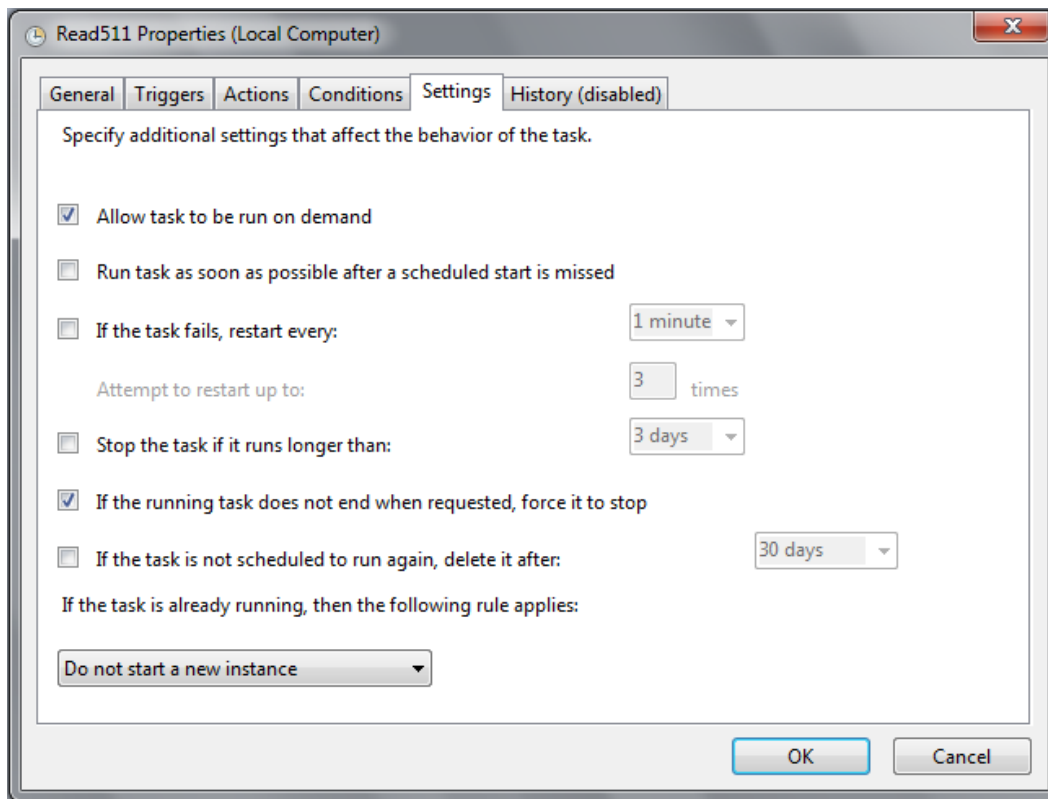 Read511 Properties (Local Computer)
General Triggers Actions Conditions Settings History (disabled)
Specify additional settings that affect the behavior of the task.
Allow task to be run on demand
Run task as soon as possible after a scheduled start is missed
If the task fails, restart every: 1 minute
Attempt to restart up to: 3 times
Stop the task if it runs longer than: 3 days
If the running task does not end when requested, force it to stop
If the task is not scheduled to run again, delete it after: 30 days
If the task is already running, then the following rule applies:
Do not start a new instance
OK Cancel